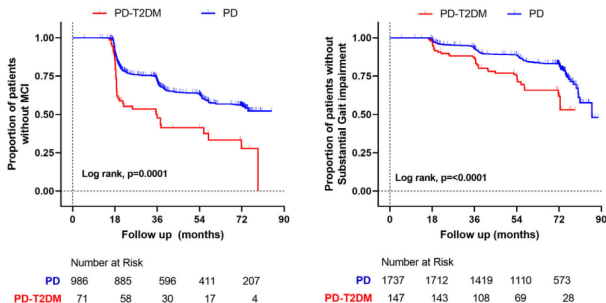 PD-T2DM PD
Proportion of patients
without MCI
1.00
0.75
0.50
0.25
0.00
Log rank, p=0.0001
0 18 36 54 72 90
Follow up (months)
Number at Risk
PD 986 885 596 411 207
PD-T2DM 71 58 30 17 4
PD-T2DM PD
Proportion of patients without
Substantial Gait impairment
1.00
0.75
0.50
0.25
0.00
Log rank, p=<0.0001
0 18 36 54 72 90
Follow up (months)
Number at Risk
PD 1737 1712 1419 1110 573
PD-T2DM 147 143 108 69 28